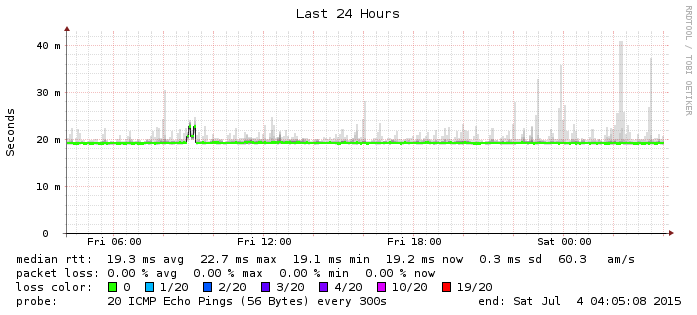 Last 24 Hours
RRDTOOL / TOBI OETIKER
Seconds
40 m
30 m
20 m
10 m
0
Fri 06:00 Fri 12:00 Fri 18:00 Sat 00:00
median rtt: 19.3 ms avg 22.7 ms max 19.1 ms min 19.2 ms now 0.3 ms sd 60.3 am/s
packet loss: 0.00 % avg 0.00 % max 0.00 % min 0.00 % now
loss color: 0 1/20 2/20 3/20 4/20 10/20 19/20
probe: 20 ICMP Echo Pings (56 Bytes) every 300s end: Sat Jul 4 04:05:08 2015